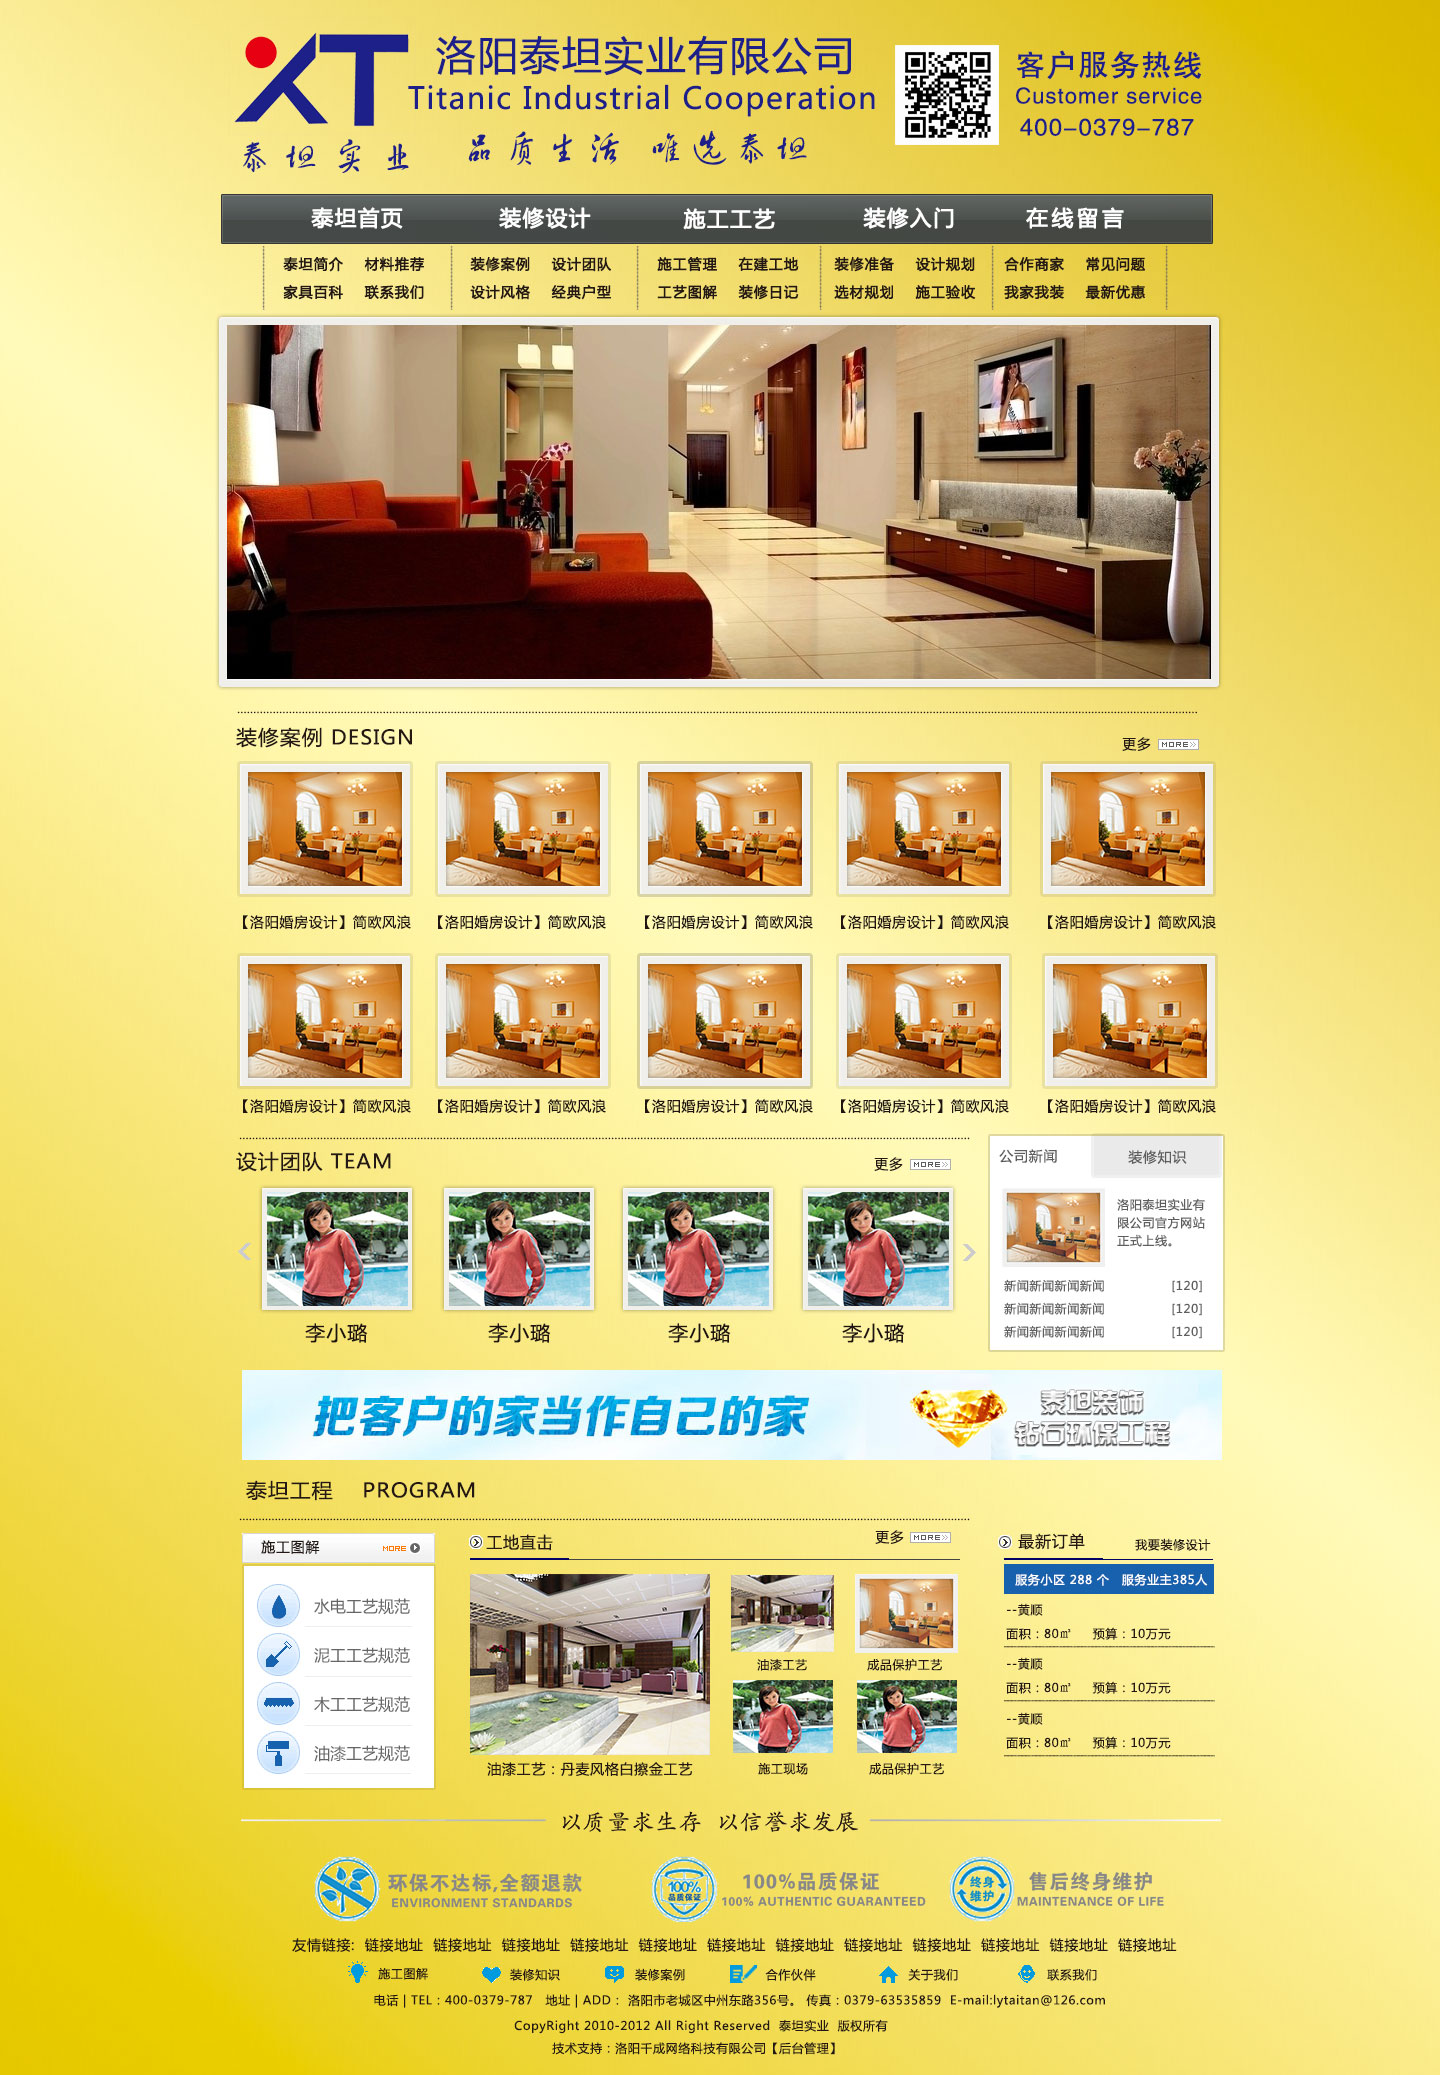 XT
洛阳泰坦实业有限公司
Titanic Industrial Cooperation
泰坦实业
品质生活 唯选泰坦
客户服务热线
Customer service
400-0379-787
泰坦首页 装修设计 施工工艺 装修入门 在线留言
泰坦简介 材料推荐 装修案例 设计团队 施工管理 在建工地 装修准备 设计规划 合作商家 常见问题
家具百科 联系我们 设计风格 经典户型 工艺图解 装修日记 选材规划 施工验收 我家我装 最新优惠
装修案例 DESIGN
更多 MORE
【洛阳婚房设计】简欧风浪 【洛阳婚房设计】简欧风浪 【洛阳婚房设计】简欧风浪 【洛阳婚房设计】简欧风浪 【洛阳婚房设计】简欧风浪
【洛阳婚房设计】简欧风浪 【洛阳婚房设计】简欧风浪 【洛阳婚房设计】简欧风浪 【洛阳婚房设计】简欧风浪 【洛阳婚房设计】简欧风浪
设计团队 TEAM
更多 MORE
李小璐 李小璐 李小璐 李小璐
公司新闻 装修知识
洛阳泰坦实业有
限公司官方网站
正式上线。
新闻新闻新闻新闻 [120]
新闻新闻新闻新闻 [120]
新闻新闻新闻新闻 [120]
把客户的家当作自己的家
泰坦装饰
钻石环保工程
泰坦工程 PROGRAM
施工图解 MORE
水电工艺规范
泥工工艺规范
木工工艺规范
油漆工艺规范
工地直击
更多 MORE
油漆工艺：丹麦风格白擦金工艺
油漆工艺 成品保护工艺
施工现场 成品保护工艺
最新订单 我要装修设计
服务小区 288 个 服务业主385人
--黄顺
面积：80㎡ 预算：10万元
--黄顺
面积：80㎡ 预算：10万元
--黄顺
面积：80㎡ 预算：10万元
以质量求生存 以信誉求发展
环保不达标,全额退款
ENVIRONMENT STANDARDS
100%
品质保证
100%品质保证
100% AUTHENTIC GUARANTEED
终身
维护
售后终身维护
MAINTENANCE OF LIFE
友情链接: 链接地址 链接地址 链接地址 链接地址 链接地址 链接地址 链接地址 链接地址 链接地址 链接地址 链接地址 链接地址
施工图解 装修知识 装修案例 合作伙伴 关于我们 联系我们
电话 | TEL：400-0379-787 地址 | ADD： 洛阳市老城区中州东路356号。 传真：0379-63535859 E-mail:lytaitan@126.com
CopyRight 2010-2012 All Right Reserved 泰坦实业 版权所有
技术支持：洛阳千成网络科技有限公司【后台管理】